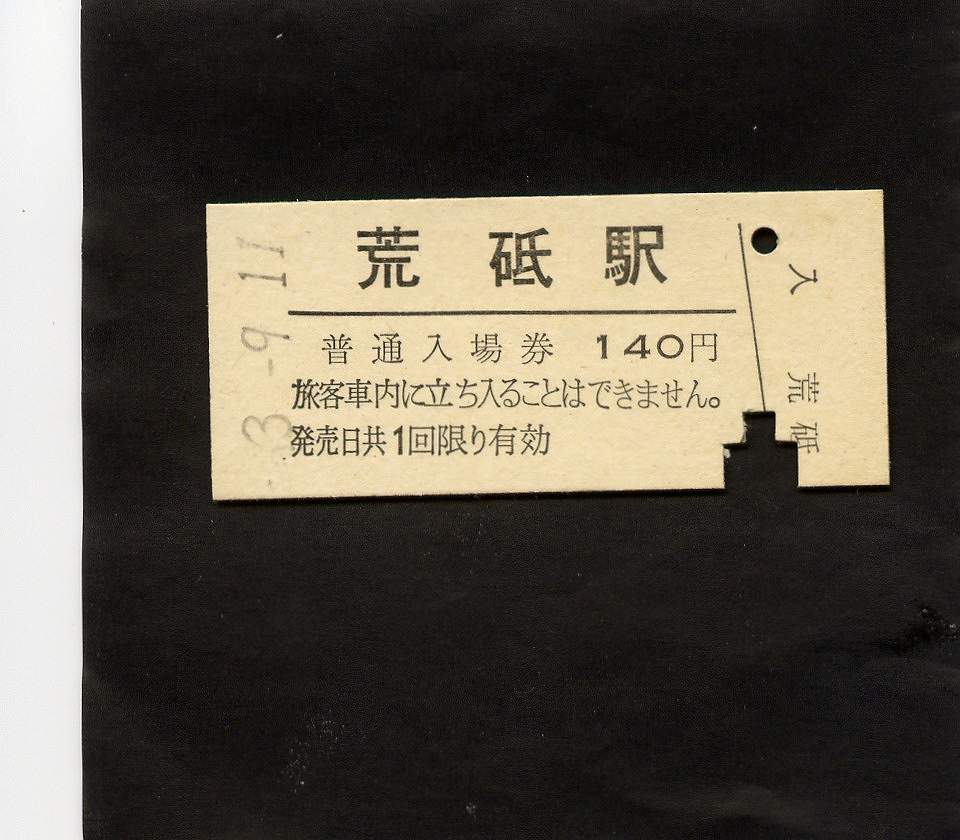 荒砥駅
普通入場券 140円
旅客車内に立ち入ることはできません。
発売日共1回限り有効
3.-9.11
入 荒砥